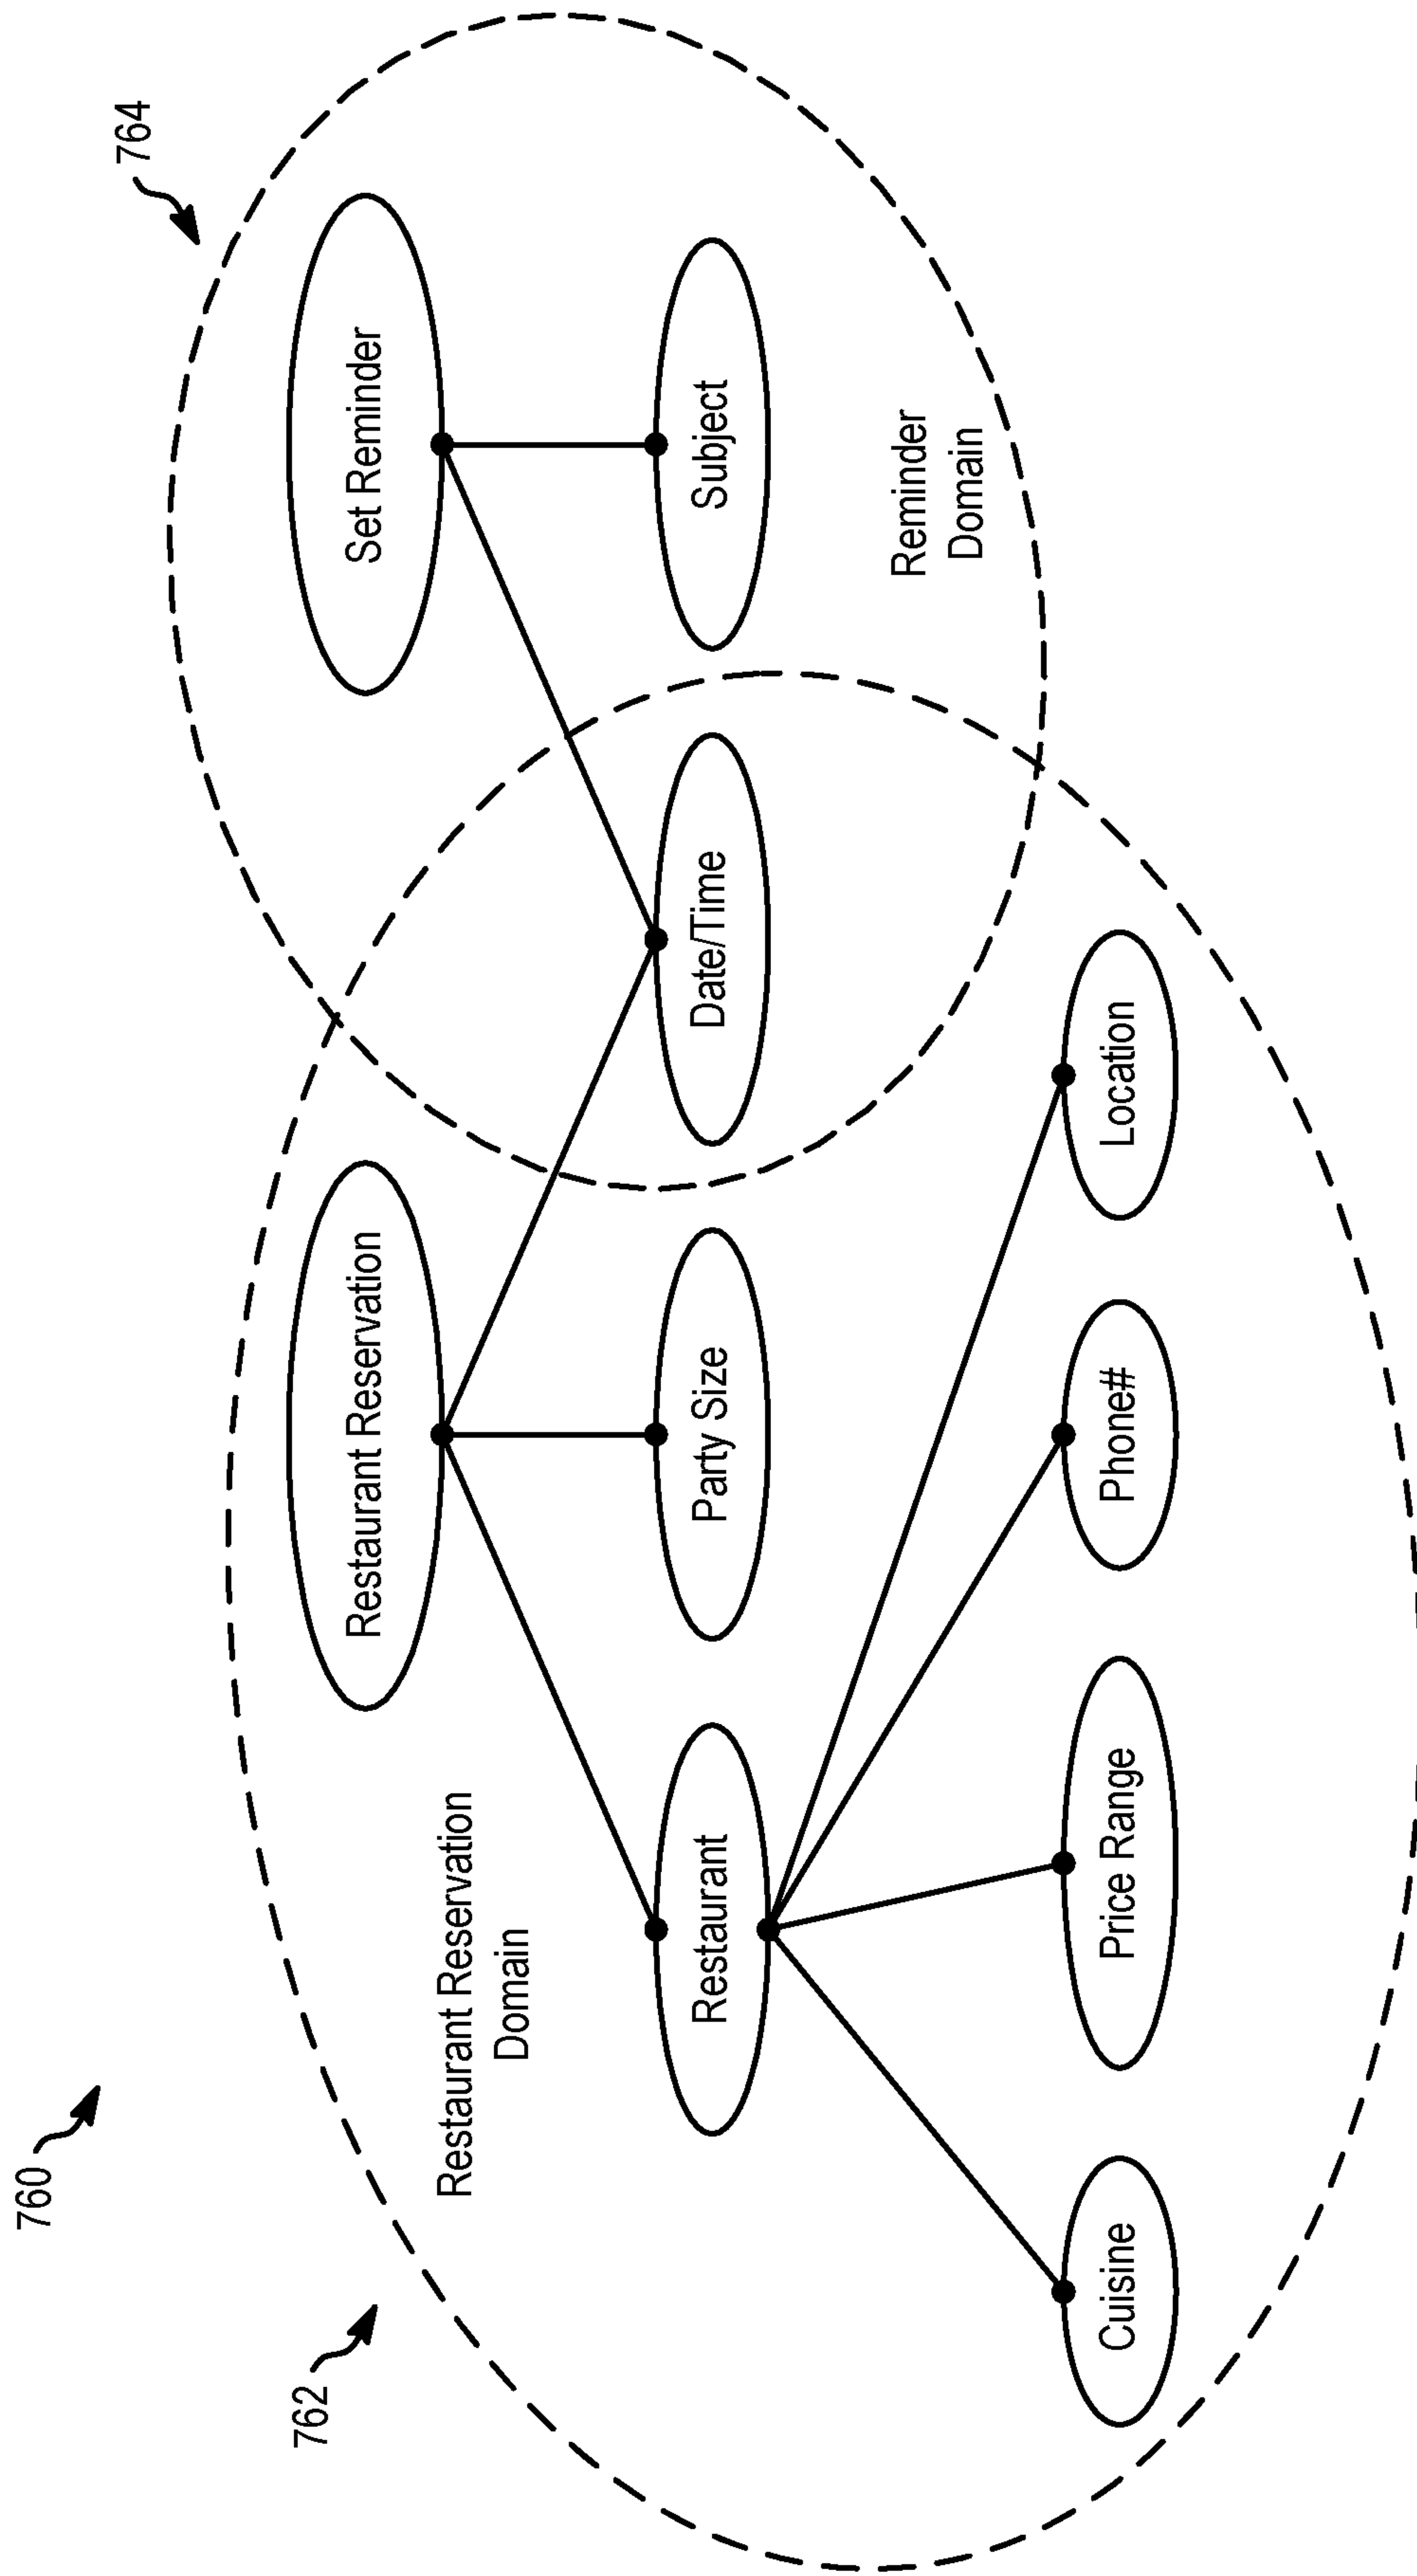 760
764
762
Restaurant Reservation
Set Reminder
Restaurant Reservation
Domain
Restaurant
Party Size
Date/Time
Subject
Reminder
Domain
Cuisine
Price Range
Phone#
Location